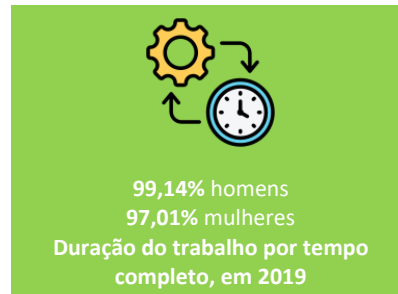 99,14% homens
97,01% mulheres
Duração do trabalho por tempo
completo, em 2019